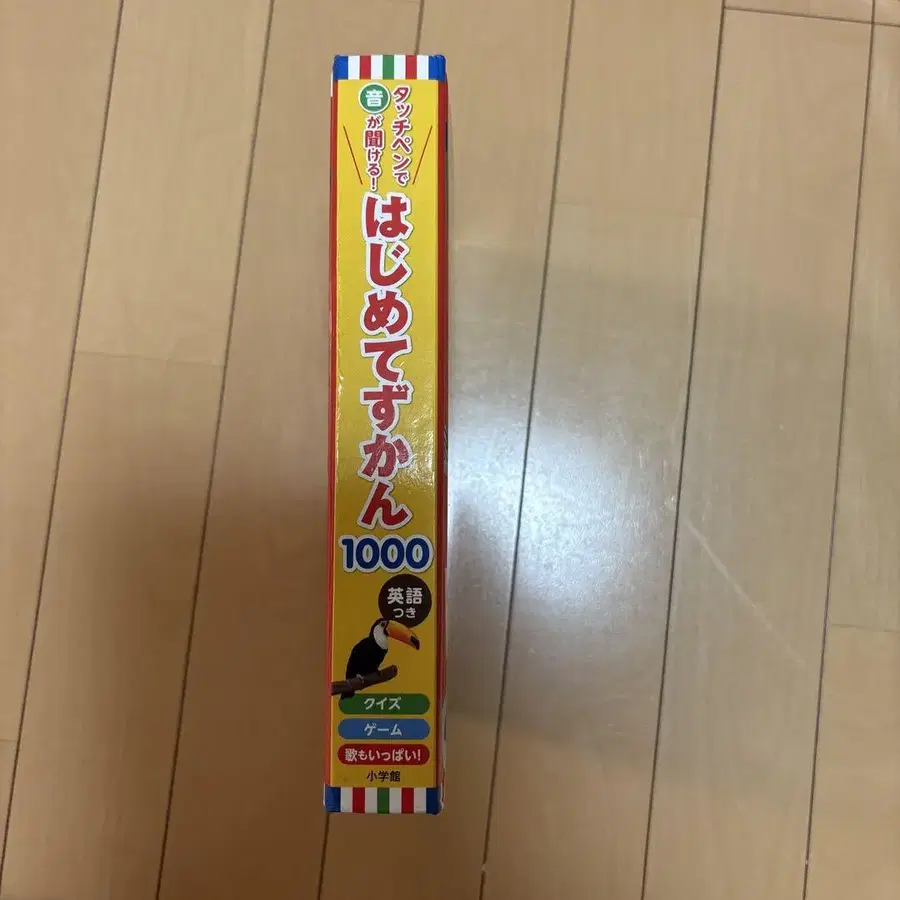 タッチペンで
音が聞ける!
はじめてずかん
1000
英語
つき
クイズ
ゲーム
歌もいっぱい!
小学館